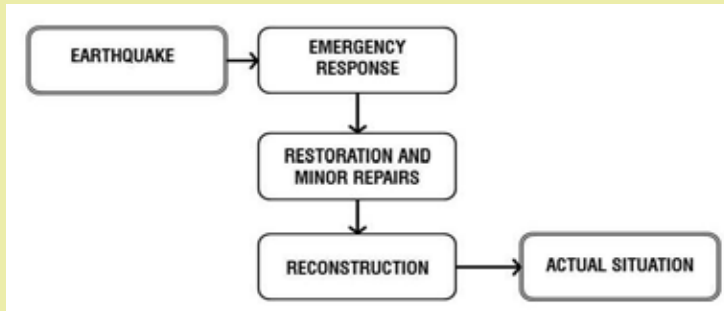 EARTHQUAKE
EMERGENCY
RESPONSE
RESTORATION AND
MINOR REPAIRS
RECONSTRUCTION
ACTUAL SITUATION